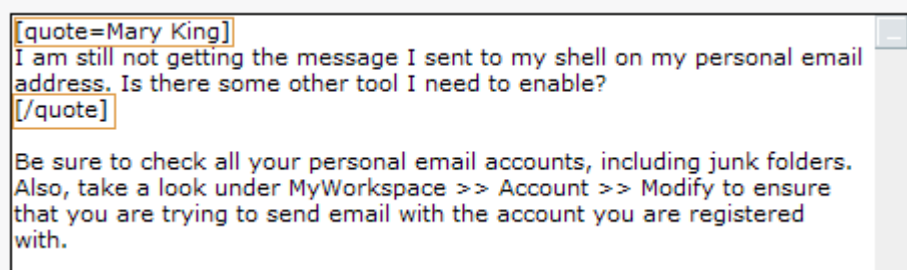 [quote=Mary King]
I am still not getting the message I sent to my shell on my personal email
address. Is there some other tool I need to enable?
[/quote]
Be sure to check all your personal email accounts, including junk folders.
Also, take a look under MyWorkspace >> Account >> Modify to ensure
that you are trying to send email with the account you are registered
with.